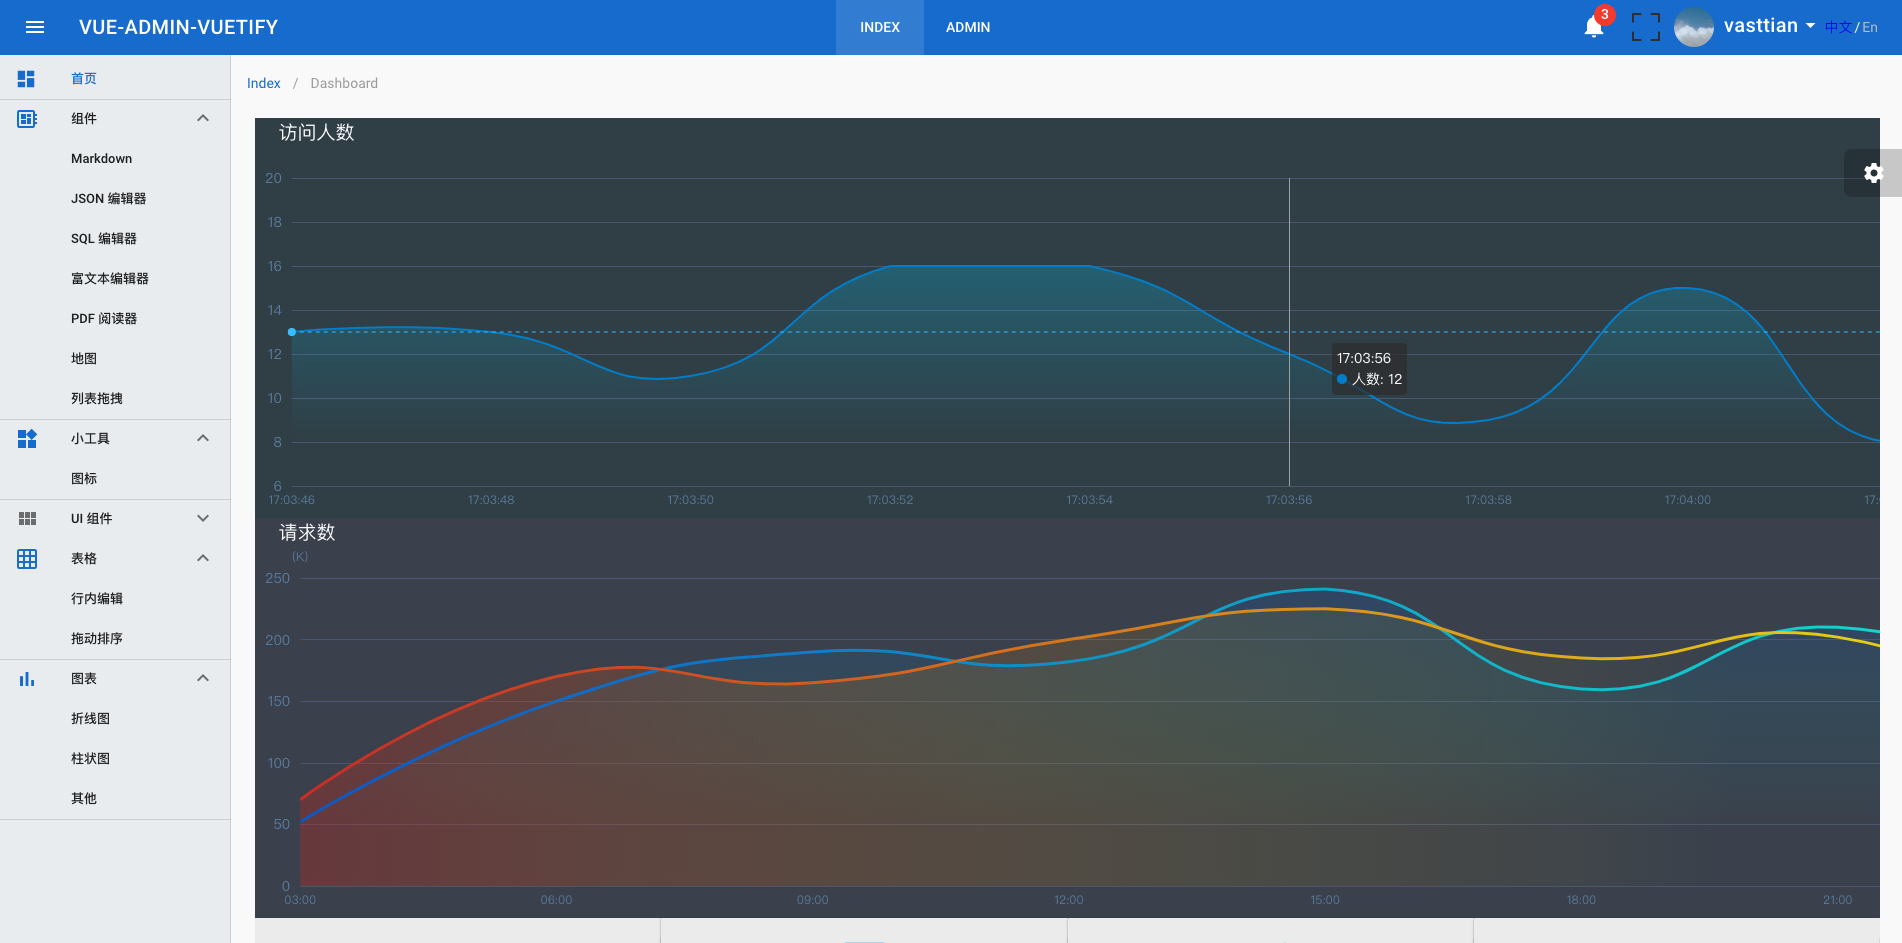 VUE-ADMIN-VUETIFY
INDEX
ADMIN
3
vasttian
中文/En
首页
组件
Markdown
JSON 编辑器
SQL 编辑器
富文本编辑器
PDF 阅读器
地图
列表拖拽
小工具
图标
UI 组件
表格
行内编辑
拖动排序
图表
折线图
柱状图
其他
Index / Dashboard
访问人数
20
18
16
14
12
10
8
6
17:03:56
人数: 12
17:03:46
17:03:48
17:03:50
17:03:52
17:03:54
17:03:56
17:03:58
17:04:00
17:
请求数
(K)
250
200
150
100
50
0
03:00
06:00
09:00
12:00
15:00
18:00
21:00